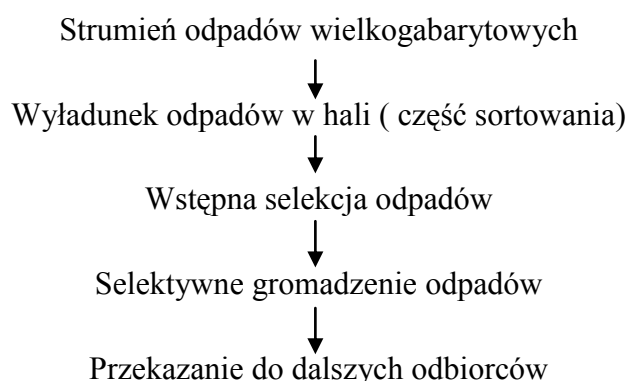 Strumień odpadów wielkogabarytowych
Wyładunek odpadów w hali ( część sortowania)
Wstępna selekcja odpadów
Selektywne gromadzenie odpadów
Przekazanie do dalszych odbiorców